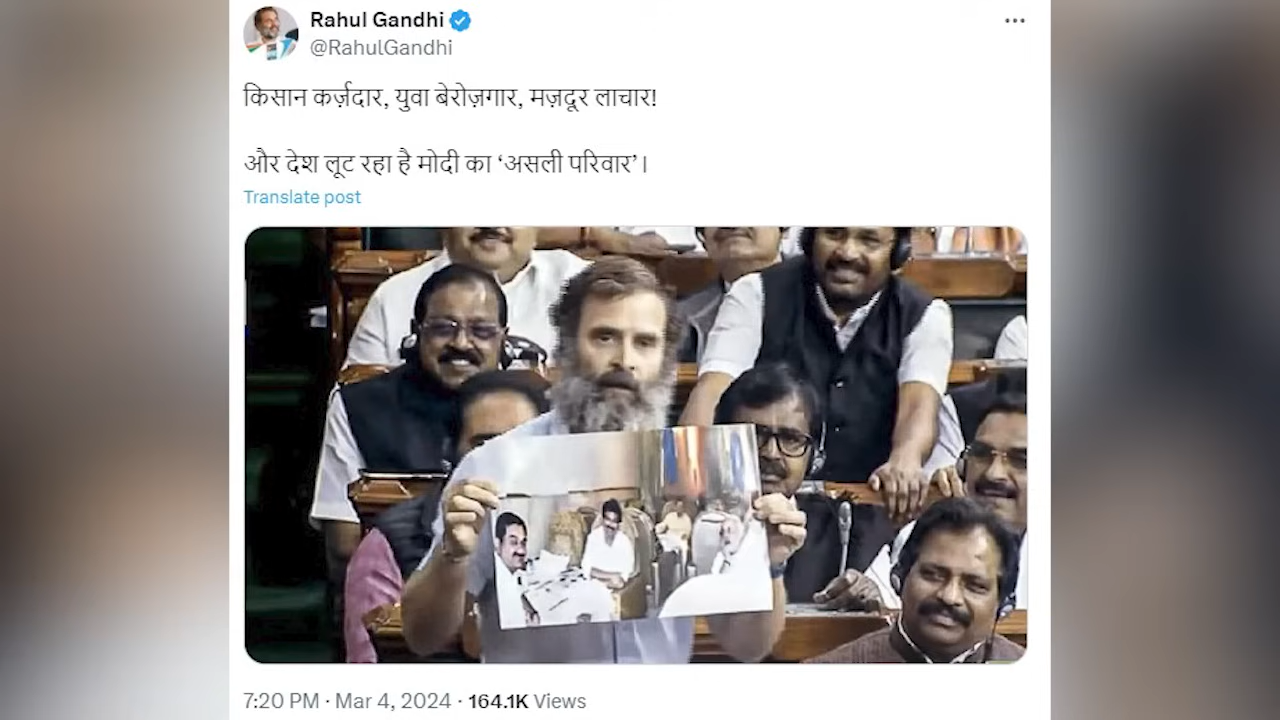 Rahul Gandhi
@RahulGandhi
किसान कर्ज़दार, युवा बेरोज़गार, मज़दूर लाचार!
और देश लूट रहा है मोदी का ‘असली परिवार’।
Translate post
7:20 PM · Mar 4, 2024 · 164.1K Views